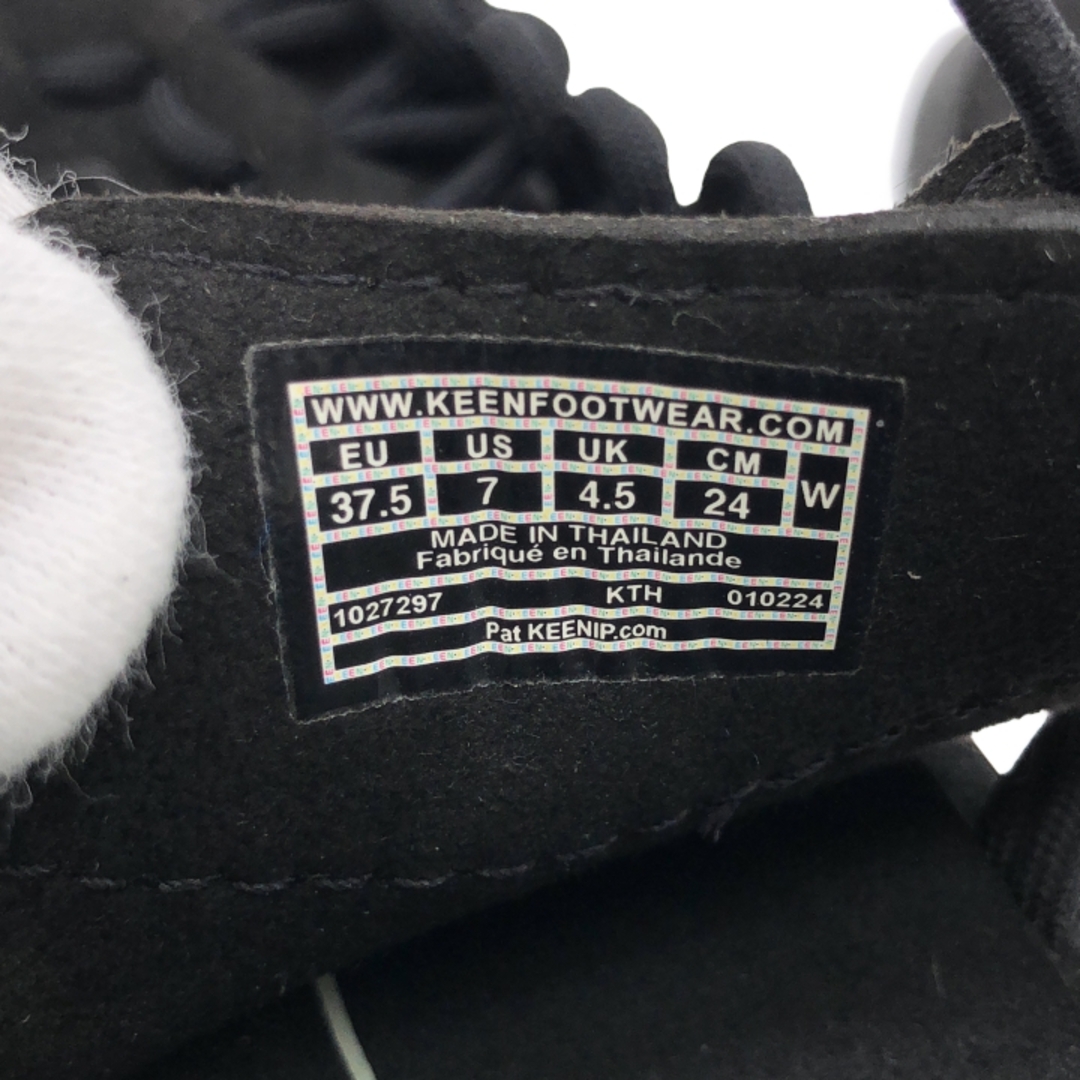 WWW.KEENFOOTWEAR.COM
EU US UK CM W
37.5 7 4.5 24
MADE IN THAILAND
Fabriqué en Thailande
1027297 KTH 010224
Pat KEENIP.com